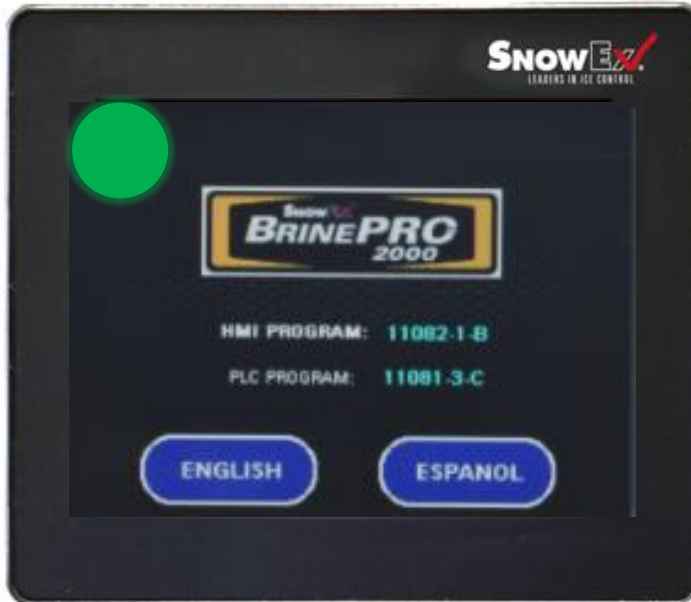 SNOWEX
LEADERS IN ICE CONTROL
SNOWEX
BRINEPRO
2000
HMI PROGRAM: 11082-1-B
PLC PROGRAM: 11081-3-C
ENGLISH ESPANOL